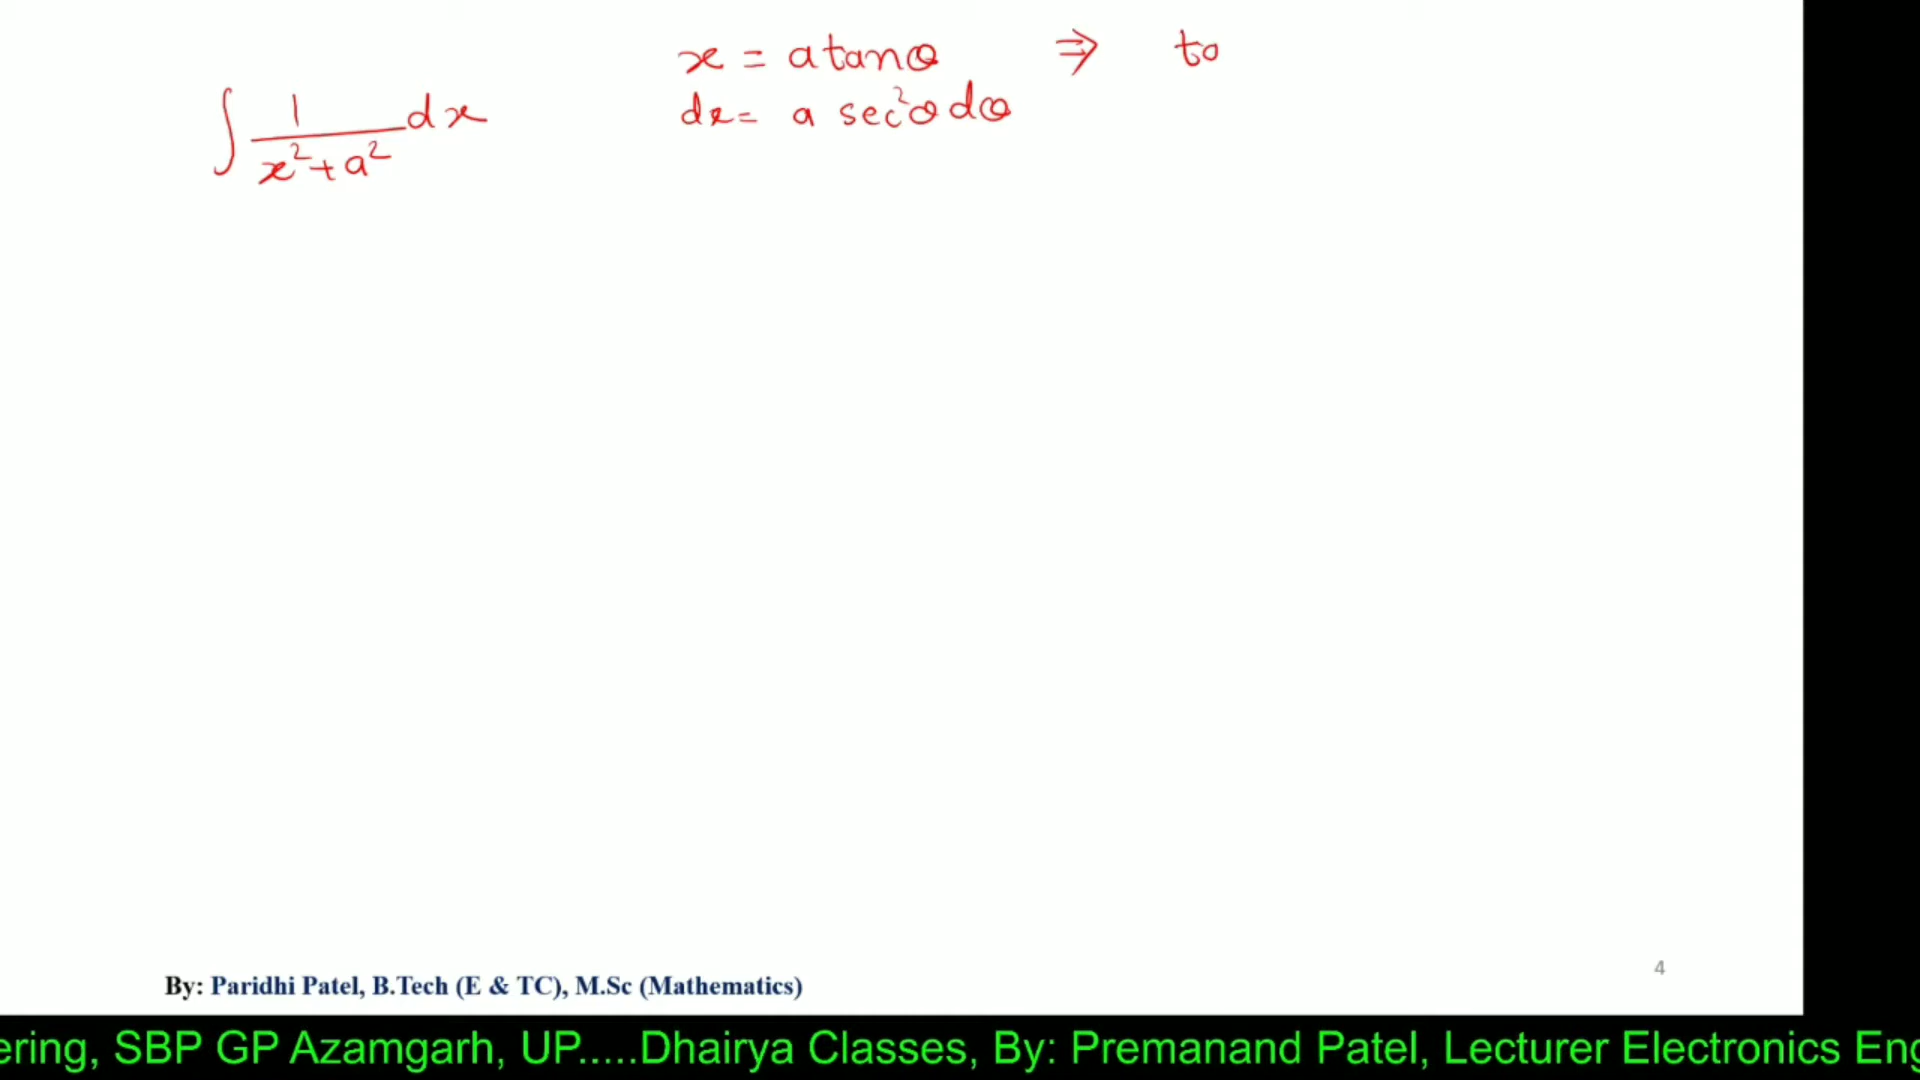 x = a tanθ ⇒ ta
∫ 1/(x²+a²) dx
dx = a sec²θ dθ
4
By: Paridhi Patel, B.Tech (E & TC), M.Sc (Mathematics)
ering, SBP GP Azamgarh, UP.....Dhairya Classes, By: Premanand Patel, Lecturer Electronics Eng